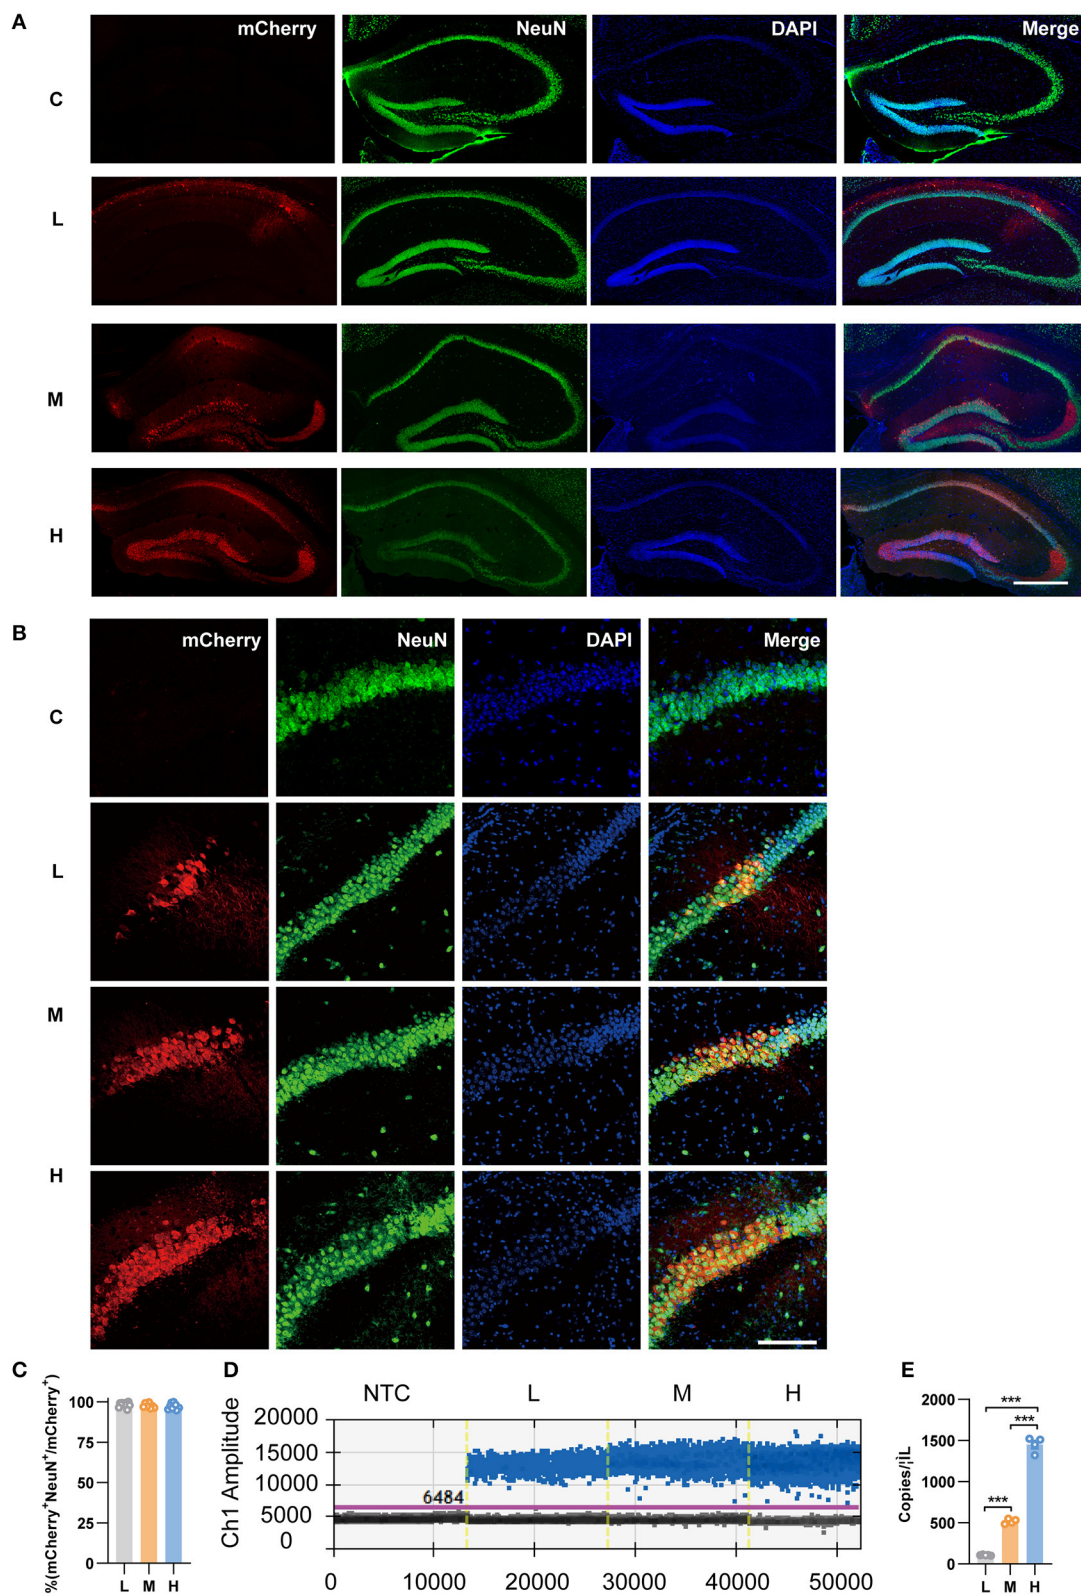 A
mCherry NeuN DAPI Merge
C
L
M
H
B
mCherry NeuN DAPI Merge
C
L
M
H
C
%(mCherry⁺NeuN⁺/mCherry⁺)
100
75
50
25
0
L M H
D
NTC L M H
Ch1 Amplitude
20000
15000
10000
5000
0
6484
0 10000 20000 30000 40000 50000
E
Copies/µL
2000
1500
1000
500
0
***
***
***
L M H